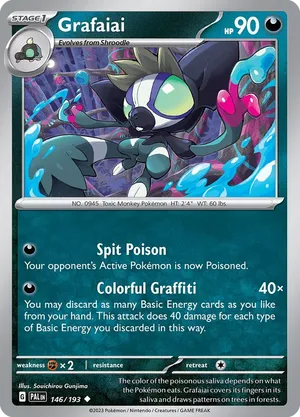 STAGE 1
Grafaiai
HP 90
Evolves from Shroodle
NO. 0945 Toxic Monkey Pokémon HT: 2'4" WT: 60 lbs.
Spit Poison
Your opponent's Active Pokémon is now Poisoned.
Colorful Graffiti 40×
You may discard as many Basic Energy cards as you like
from your hand. This attack does 40 damage for each type
of Basic Energy you discarded in this way.
weakness ×2 resistance retreat
Illus. Souichirou Gunjima
G PAL EN 146/193
The color of the poisonous saliva depends on what
the Pokémon eats. Grafaiai covers its fingers in its
saliva and draws patterns on trees in forests.
©2023 Pokémon / Nintendo / Creatures / GAME FREAK